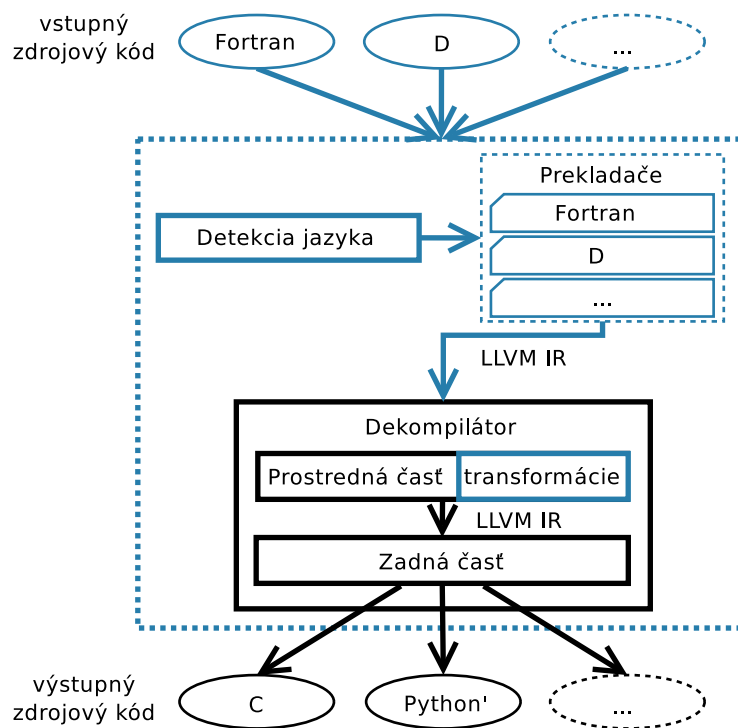 vstupný
zdrojový kód
Fortran
D
...
Prekladače
Fortran
Detekcia jazyka
D
...
LLVM IR
Dekompilátor
Prostredná časť
transformácie
LLVM IR
Zadná časť
výstupný
zdrojový kód
C
Python'
...